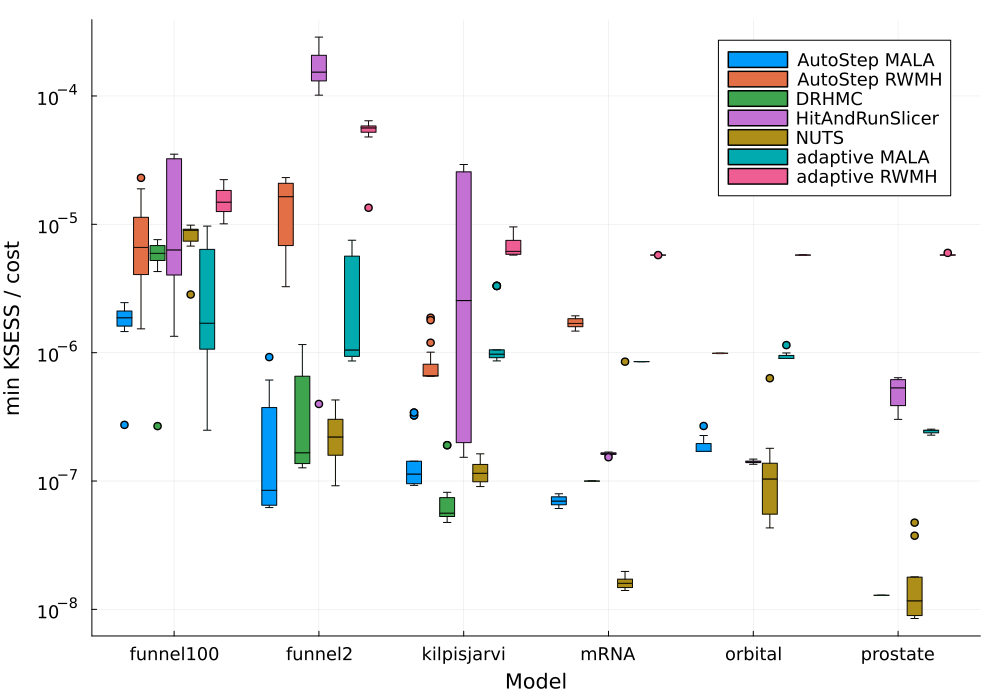 AutoStep MALA
AutoStep RWMH
DRHMC
HitAndRunSlicer
NUTS
adaptive MALA
adaptive RWMH
min KSESS / cost
10⁻⁴
10⁻⁵
10⁻⁶
10⁻⁷
10⁻⁸
funnel100 funnel2 kilpisjarvi mRNA orbital prostate
Model